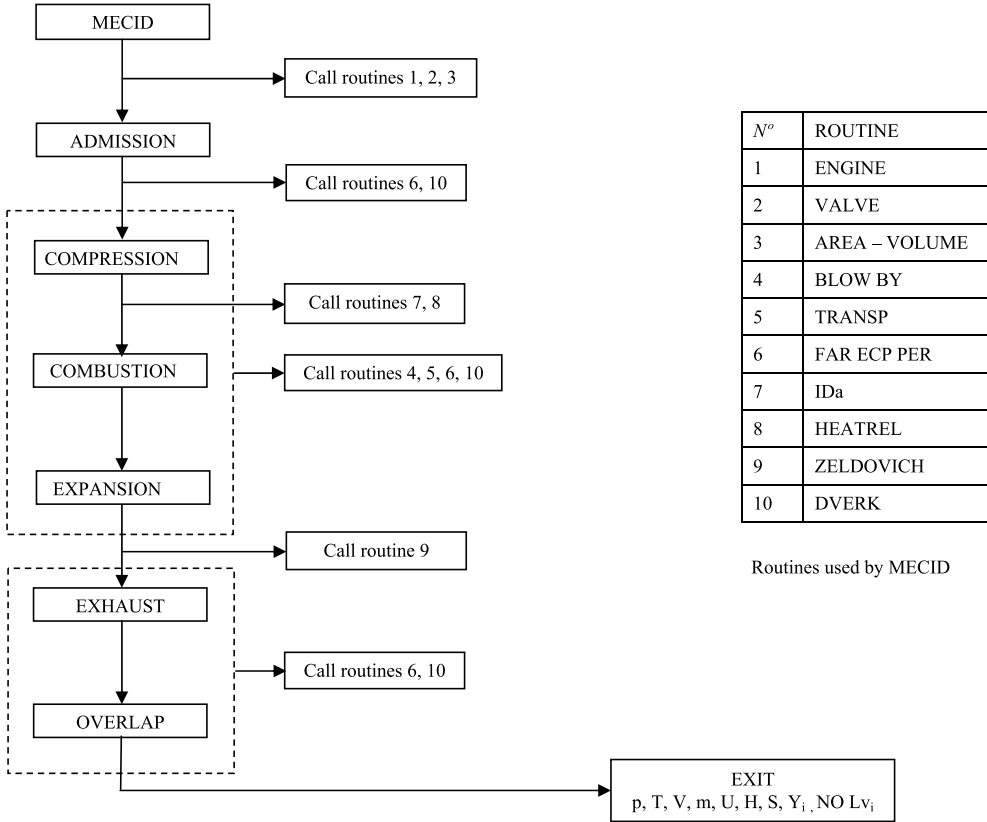 MECID
Call routines 1, 2, 3
ADMISSION
Call routines 6, 10
COMPRESSION
Call routines 7, 8
COMBUSTION
Call routines 4, 5, 6, 10
EXPANSION
Call routine 9
EXHAUST
Call routines 6, 10
OVERLAP
EXIT
p, T, V, m, U, H, S, Yi , NO Lvi
Nº ROUTINE
1 ENGINE
2 VALVE
3 AREA – VOLUME
4 BLOW BY
5 TRANSP
6 FAR ECP PER
7 IDa
8 HEATREL
9 ZELDOVICH
10 DVERK
Routines used by MECID